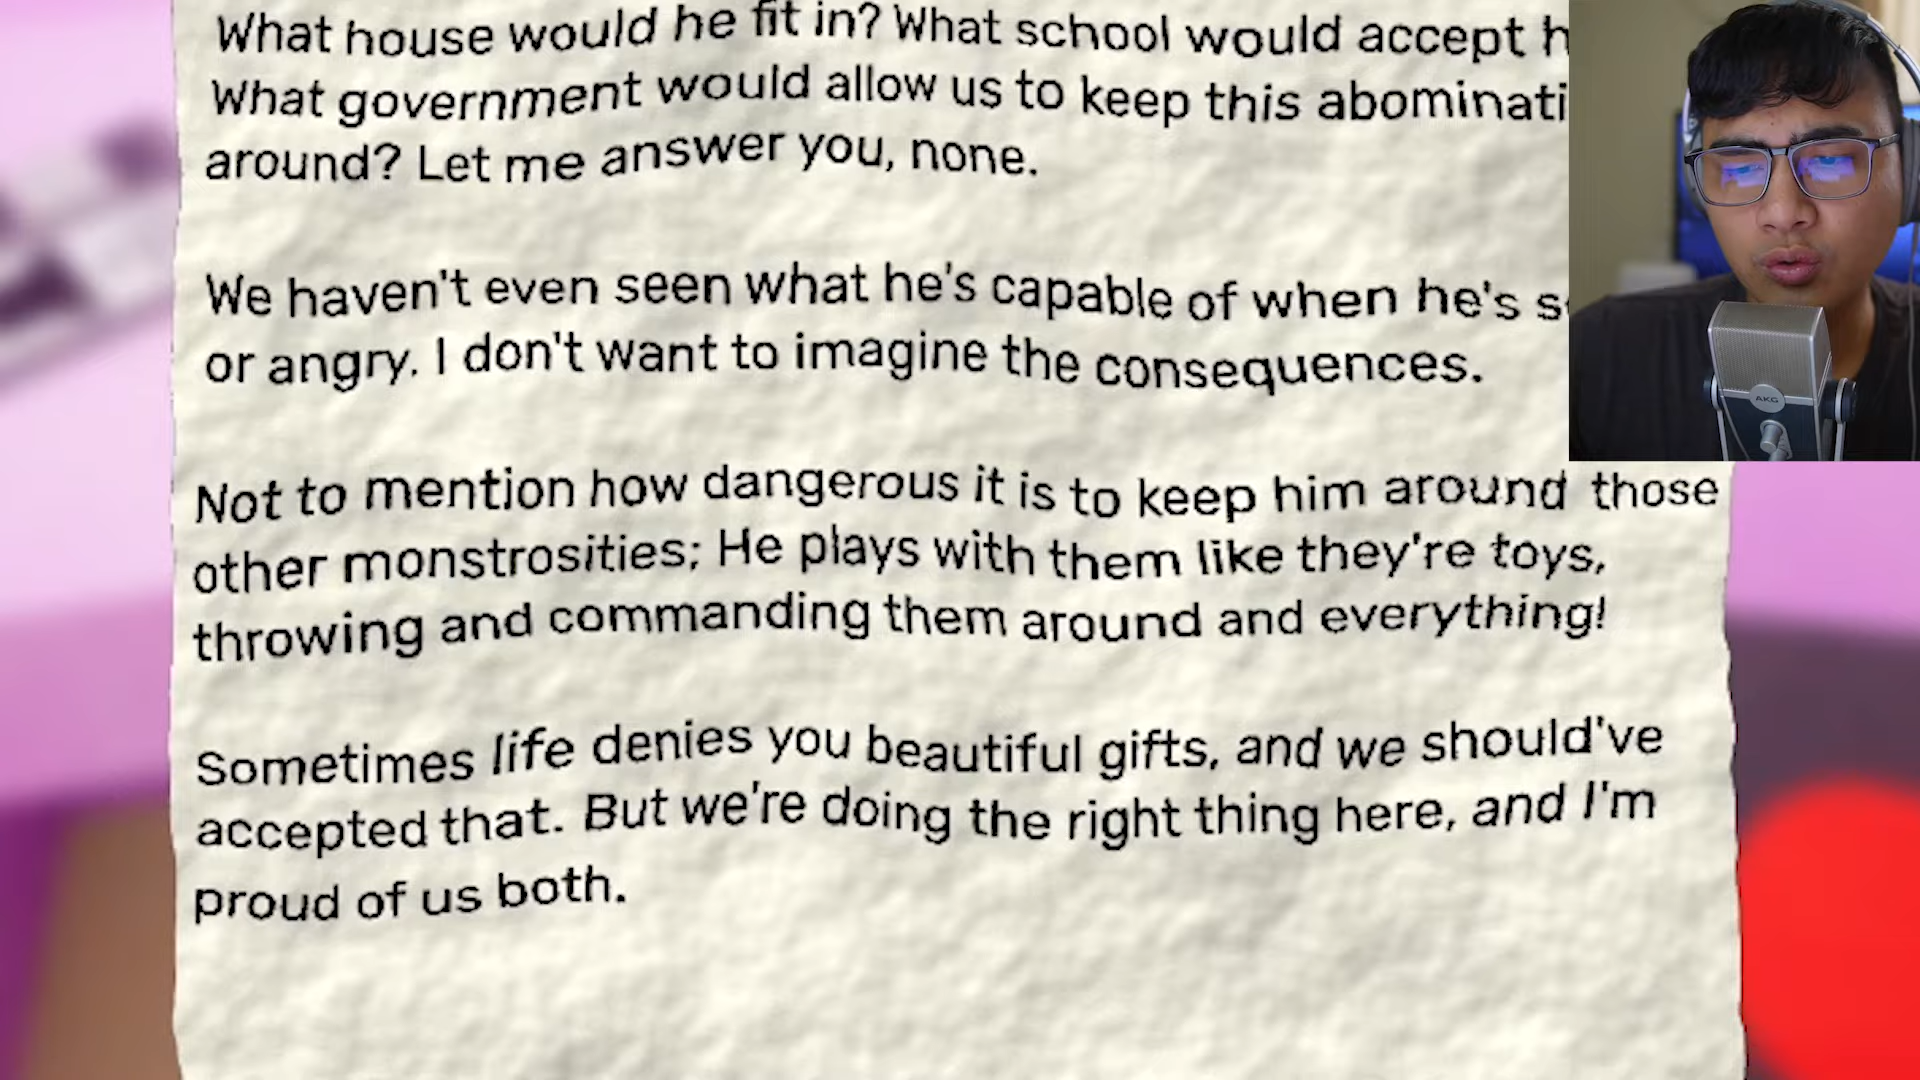 What house would he fit in? What school would accept
What government would allow us to keep this
around? Let me answer you, none.
We haven't even seen what he's capable of when he's
or angry. I don't want to imagine the consequences.
Not to mention how dangerous it is to keep him around those
other monstrosities; He plays with them like they're toys,
throwing and commanding them around and everything!
Sometimes life denies you beautiful gifts, and we should've
accepted that. But we're doing the right thing here, and I'm
proud of us both.
AKG